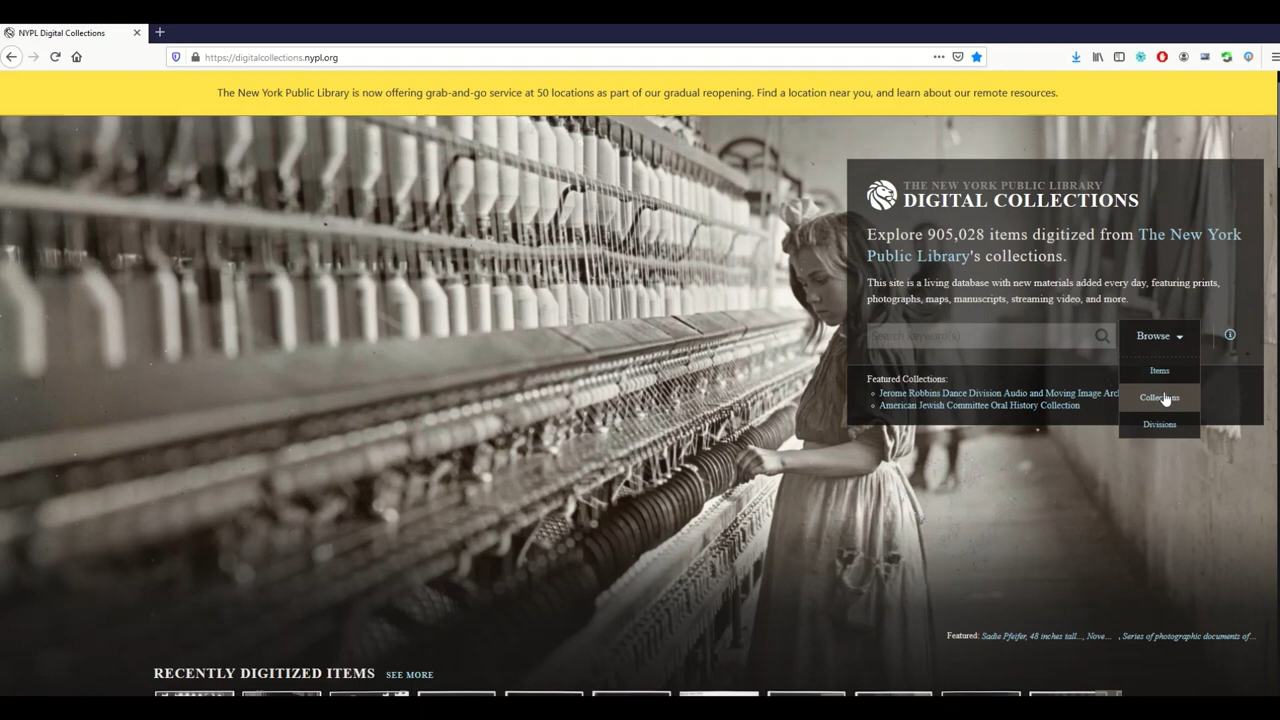 NYPL Digital Collections
https://digitalcollections.nypl.org
The New York Public Library is now offering grab-and-go service at 50 locations as part of our gradual reopening. Find a location near you, and learn about our remote resources.
THE NEW YORK PUBLIC LIBRARY
DIGITAL COLLECTIONS
Explore 905,028 items digitized from The New York
Public Library's collections.
This site is a living database with new materials added every day, featuring prints,
photographs, maps, manuscripts, streaming video, and more.
Search keyword(s)
Browse
Items
Collections
Divisions
Featured Collections:
Jerome Robbins Dance Division Audio and Moving Image Arc
American Jewish Committee Oral History Collection
Featured: Sadie Pfeifer, 48 inches tall..., Nove... , Series of photographic documents of...
RECENTLY DIGITIZED ITEMS SEE MORE